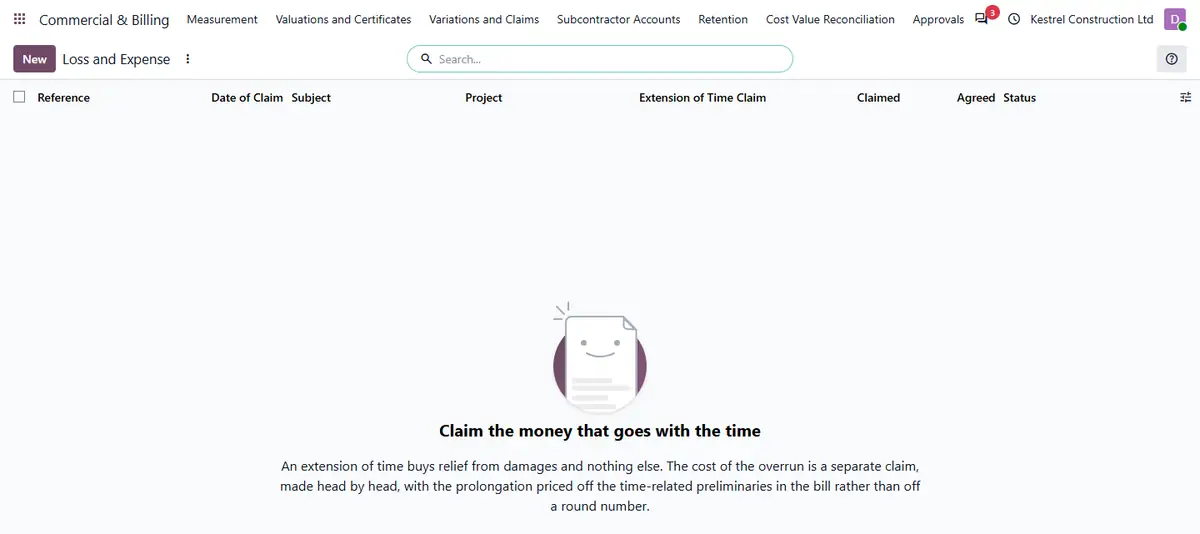 Commercial & Billing Measurement Valuations and Certificates Variations and Claims Subcontractor Accounts Retention Cost Value Reconciliation Approvals 3 Kestrel Construction Ltd D
New Loss and Expense Search...
Reference Date of Claim Subject Project Extension of Time Claim Claimed Agreed Status
Claim the money that goes with the time
An extension of time buys relief from damages and nothing else. The cost of the overrun is a separate claim,
made head by head, with the prolongation priced off the time-related preliminaries in the bill rather than off
a round number.